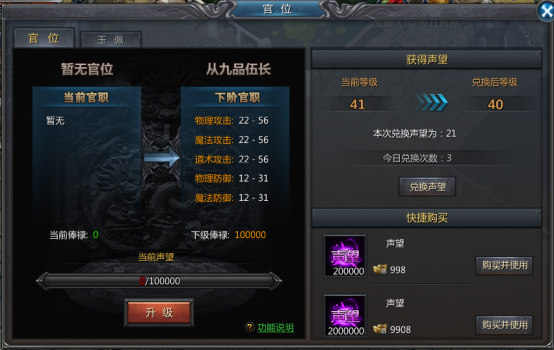 官 位
官 位
玉 佩
暂无官位
从九品伍长
当前官职
下阶官职
暂无
物理攻击: 22 - 56
魔法攻击: 22 - 56
道术攻击: 22 - 56
物理防御: 12 - 31
魔法防御: 12 - 31
当前俸禄: 0
下级俸禄: 100000
当前声望
/100000
升 级
? 功能说明
获得声望
当前等级
兑换后等级
41
40
本次兑换声望为：21
今日兑换次数：3
兑换声望
快捷购买
声望
声望
200000
998
购买并使用
声望
声望
2000000
9908
购买并使用